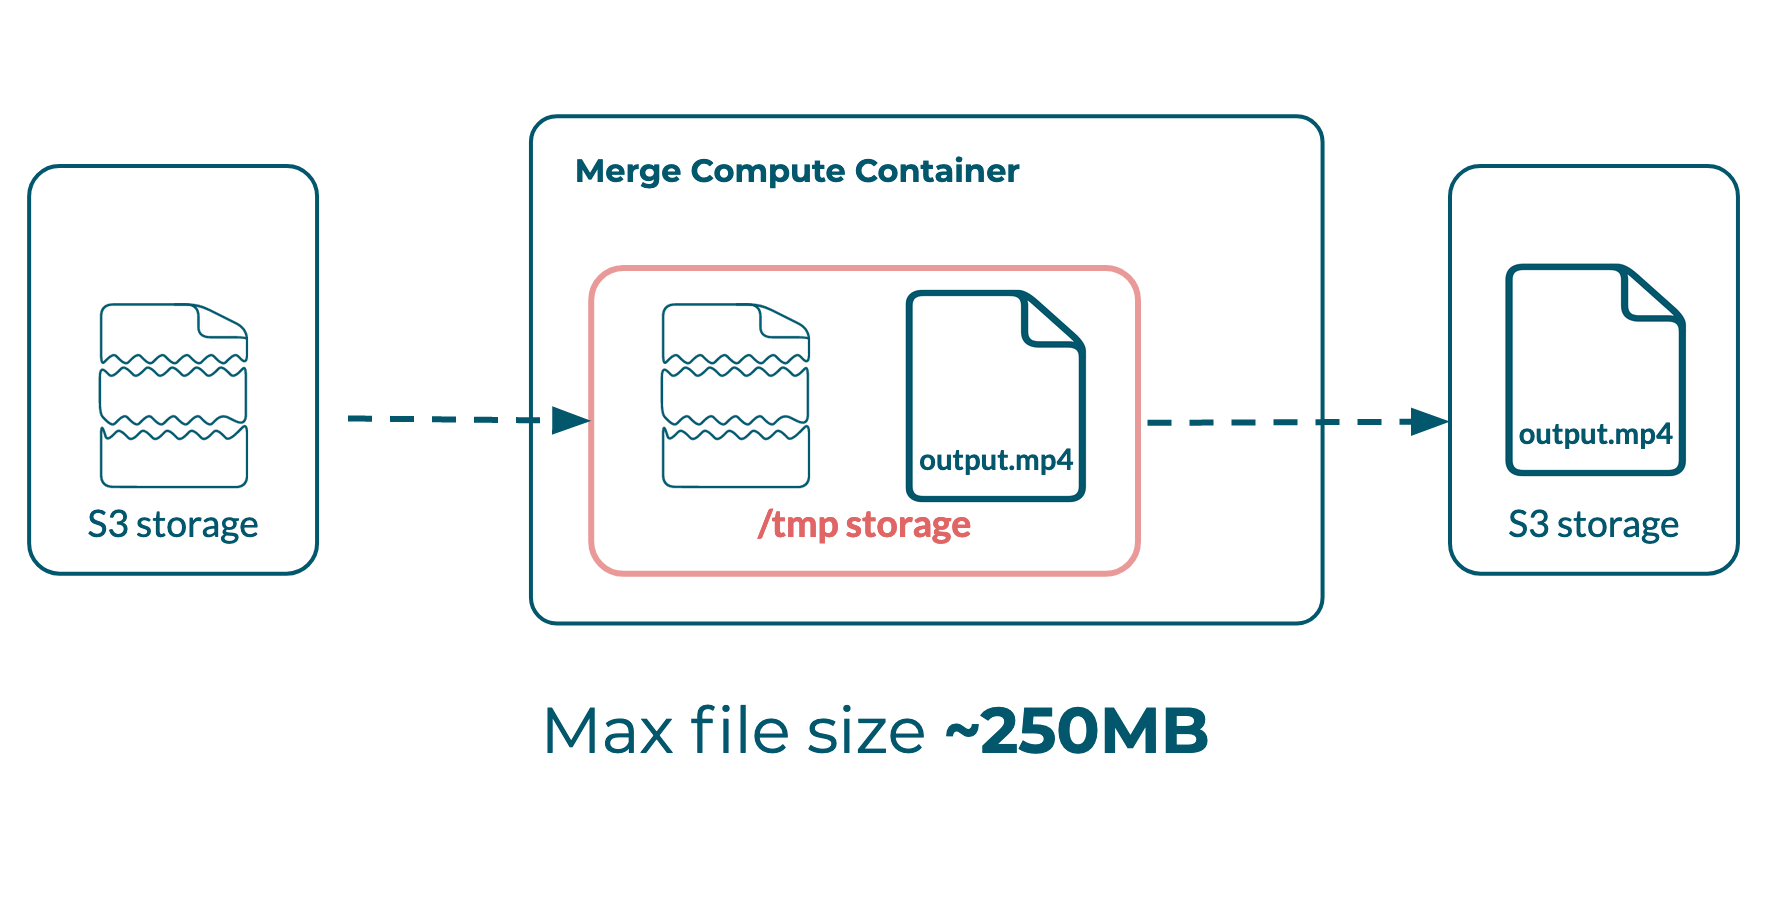 Merge Compute Container
S3 storage
output.mp4
/tmp storage
output.mp4
S3 storage
Max file size ~250MB